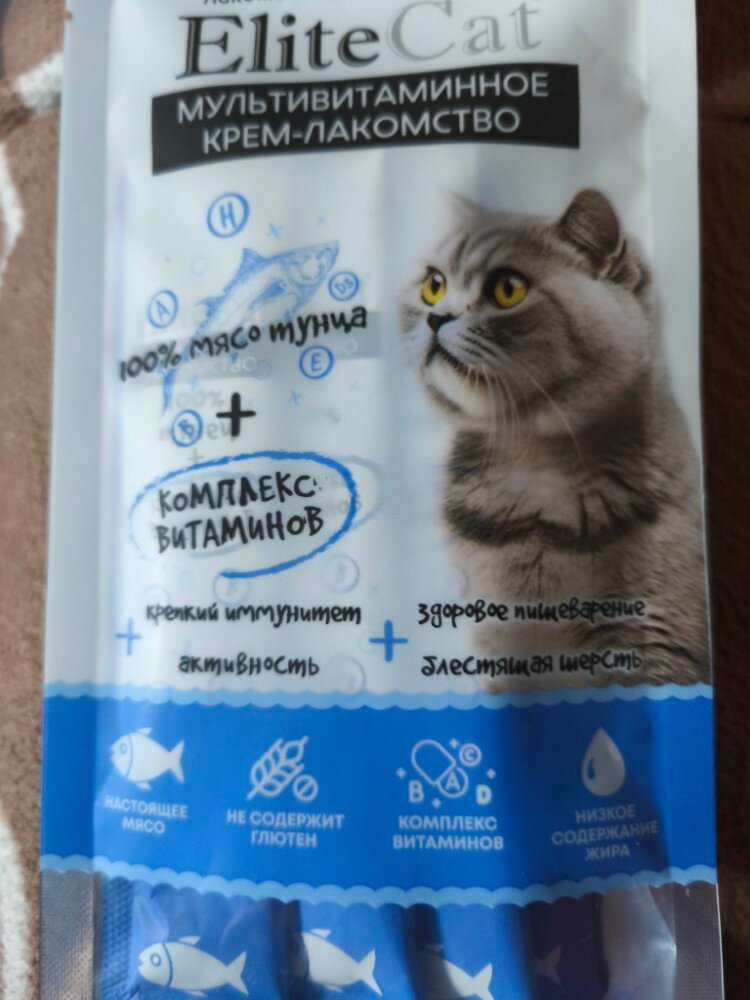 EliteCat
МУЛЬТИВИТАМИННОЕ
КРЕМ-ЛАКОМСТВО
H
A
D3
100% мясо тунца
E
+
B
КОМПЛЕКС
ВИТАМИНОВ
крепкий иммунитет
здоровое пищеварение
+
+
активность
блестящая шерсть
B C A D
НАСТОЯЩЕЕ
МЯСО
НЕ СОДЕРЖИТ
ГЛЮТЕН
КОМПЛЕКС
ВИТАМИНОВ
НИЗКОЕ
СОДЕРЖАНИЕ
ЖИРА